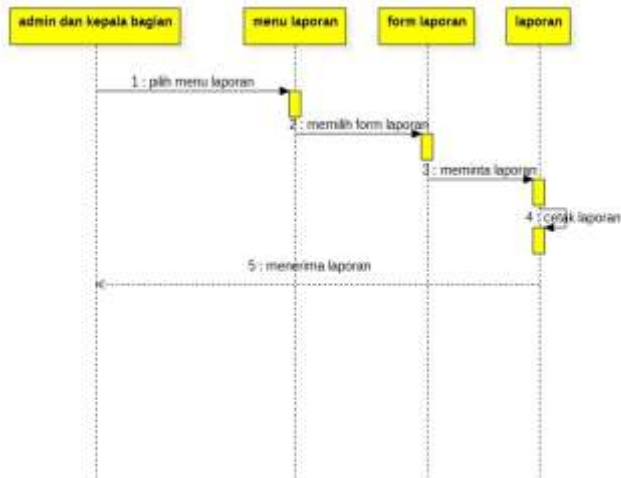 admin dan kepala bagian
menu laporan
form laporan
laporan
1 : pilih menu laporan
2 : memilih form laporan
3 : meminta laporan
4 : cetak laporan
5 : menerima laporan